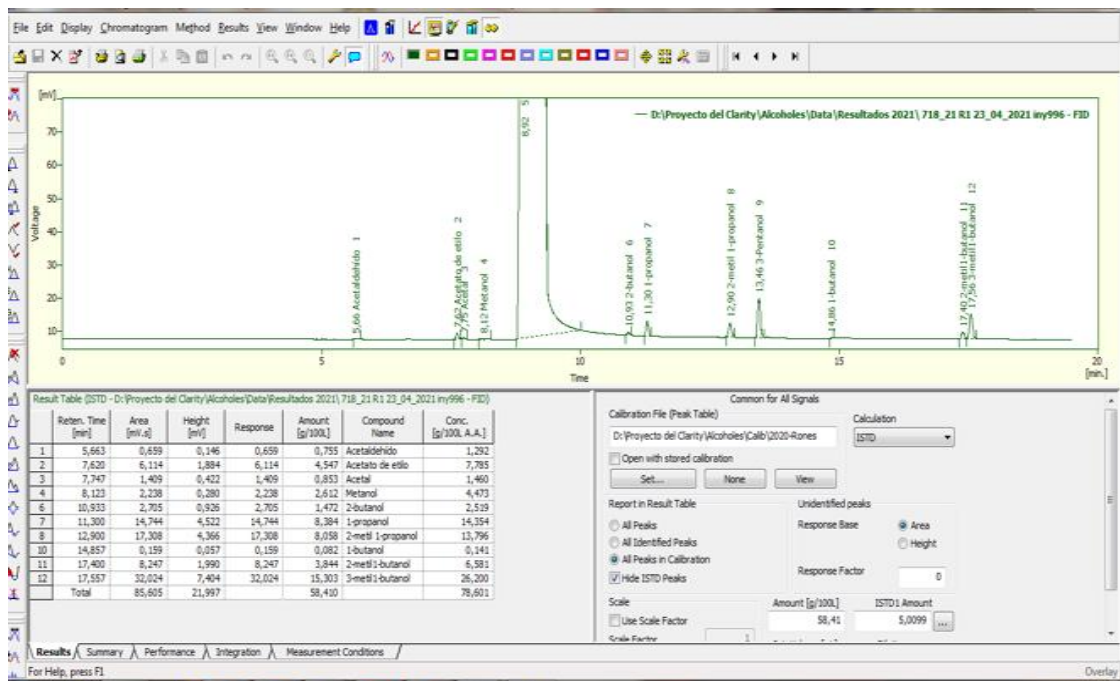 File Edit Display Chromatogram Method Results View Window Help
[mV]
— D:\Proyecto del Clarity\Alcoholes\Data\Resultados 2021\ 718_21 R1 23_04_2021 iny996 - FID
70
60
50
40
30
20
10
Voltage
5,66 Acetaldehído 1
7,62 Acetato de etilo 2
7,75 Acetal 3
8,12 Metanol 4
8,92 5
10,93 2-butanol 6
11,30 1-propanol 7
12,90 2-metil 1-propanol 8
13,46 3-Pentanol 9
14,86 1-butanol 10
17,40 2-metil 1-butanol 11
17,56 3-metil 1-butanol 12
0 5 10 15 20
Time [min.]
Result Table (ISTD - D:\Proyecto del Clarity\Alcoholes\Data\Resultados 2021\ 718_21 R1 23_04_2021 iny996 - FID)
Reten. Time [min] Area [mV.s] Height [mV] Response Amount [g/100L] Compound Name Conc. [g/100L A.A.]
1 5,663 0,659 0,146 0,659 0,755 Acetaldehído 1,292
2 7,620 6,114 1,884 6,114 4,547 Acetato de etilo 7,785
3 7,747 1,409 0,422 1,409 0,853 Acetal 1,460
4 8,123 2,238 0,280 2,238 2,612 Metanol 4,473
6 10,933 2,705 0,926 2,705 1,472 2-butanol 2,519
7 11,300 14,744 4,522 14,744 8,384 1-propanol 14,354
8 12,900 17,308 4,366 17,308 8,058 2-metil 1-propanol 13,796
10 14,857 0,159 0,057 0,159 0,082 1-butanol 0,141
11 17,400 8,247 1,990 8,247 3,844 2-metil 1-butanol 6,581
12 17,557 32,024 7,404 32,024 15,303 3-metil 1-butanol 26,200
Total 85,605 21,997 58,410 78,601
Common for All Signals
Calibration File (Peak Table) Calculation
D:\Proyecto del Clarity\Alcoholes\Calib\2020-Rones ISTD
Open with stored calibration
Set... None View
Report in Result Table Unidentified peaks
All Peaks Response Base Area
All Identified Peaks Height
All Peaks in Calibration
Hide ISTD Peaks Response Factor 0
Scale Amount [g/100L] ISTD1 Amount
Use Scale Factor 58,41 5,0099 ...
Scale Factor 1
Results Summary Performance Integration Measurement Conditions
For Help, press F1 Overlay